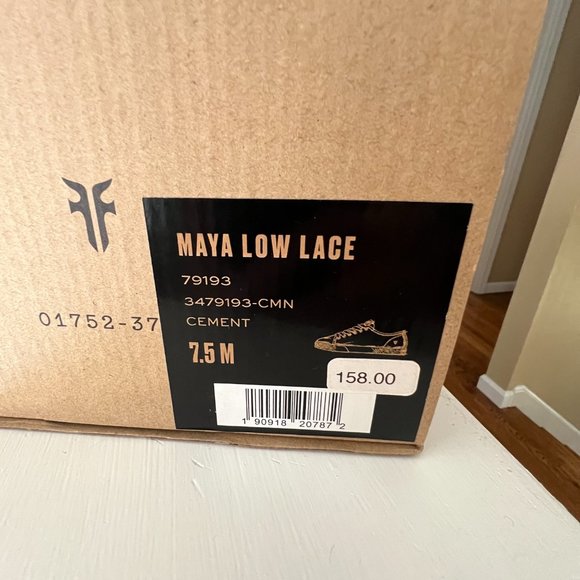 MAYA LOW LACE
79193
3479193-CMN
01752-37
CEMENT
7.5 M
158.00
1 90918 20787 2